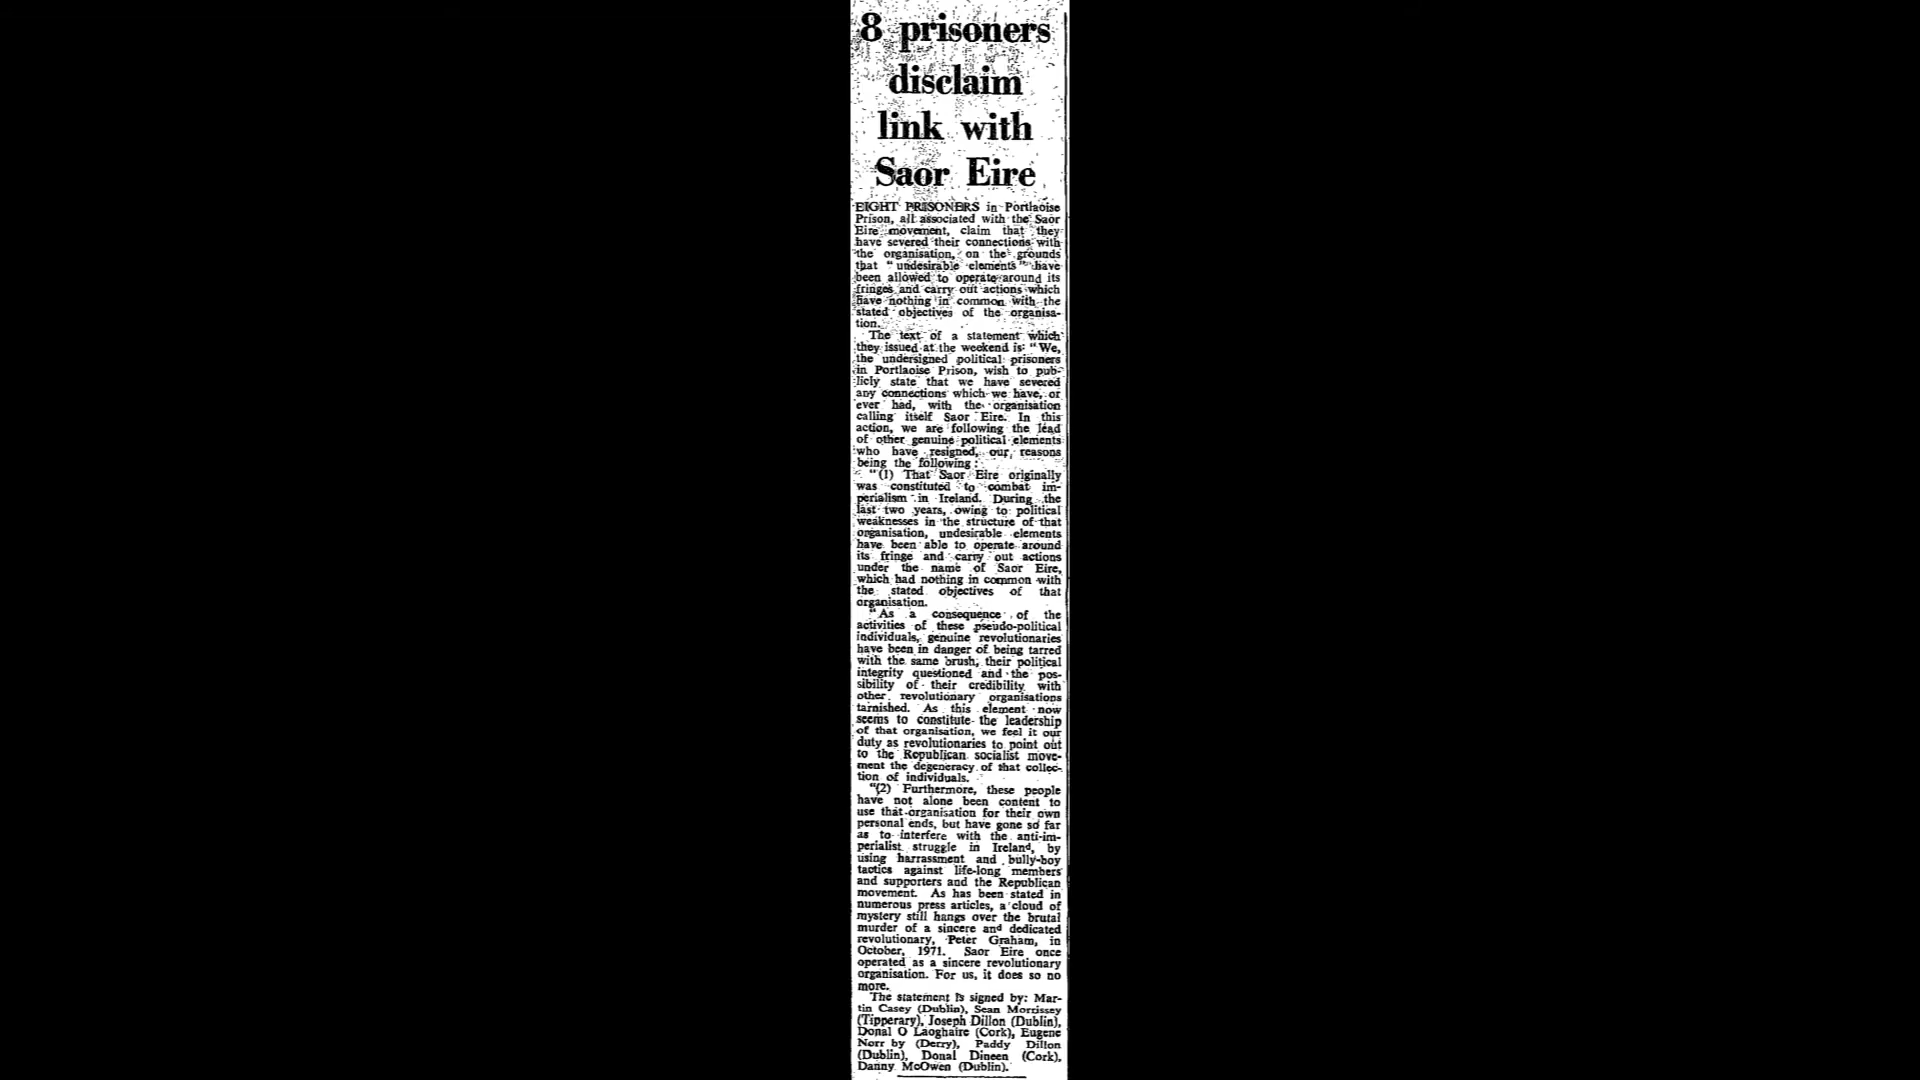 8 prisoners
disclaim
link with
Saor Eire
EIGHT PRISONERS in Portlaoise
Prison, all associated with the Saor
Eire movement, claim that they
have severed their connections with
the organisation, on the grounds
that "undesirable elements" have
been allowed to operate around its
fringes and carry out actions which
have nothing in common with the
stated objectives of the organisa-
tion.
The text of a statement which
they issued at the weekend is: "We,
the undersigned political prisoners
in Portlaoise Prison, wish to pub-
licly state that we have severed
any connections which we have, or
ever had, with the organisation
calling itself Saor Eire. In this
action, we are following the lead
of other genuine political elements
who have resigned, our reasons
being the following:
"(1) That Saor Eire originally
was constituted to combat im-
perialism in Ireland. During the
last two years, owing to political
weaknesses in the structure of that
organisation, undesirable elements
have been able to operate around
its fringe and carry out actions
under the name of Saor Eire,
which had nothing in common with
the stated objectives of that
organisation.
"As a consequence of the
activities of these pseudo-political
individuals, genuine revolutionaries
have been in danger of being tarred
with the same brush, their political
integrity questioned and the pos-
sibility of their credibility with
other revolutionary organisations
tarnished. As this element now
seems to constitute the leadership
of that organisation, we feel it our
duty as revolutionaries to point out
to the Republican socialist move-
ment the degeneracy of that collec-
tion of individuals.
"(2) Furthermore, these people
have not alone been content to
use that organisation for their own
personal ends, but have gone so far
as to interfere with the anti-im-
perialist struggle in Ireland, by
using harrassment and bully-boy
tactics against life-long members
and supporters and the Republican
movement. As has been stated in
numerous press articles, a cloud of
mystery still hangs over the brutal
murder of a sincere and dedicated
revolutionary, Peter Graham, in
October, 1971. Saor Eire once
operated as a sincere revolutionary
organisation. For us, it does so no
more.
The statement is signed by: Mar-
tin Casey (Dublin), Sean Morrissey
(Tipperary), Joseph Dillon (Dublin),
Donal O Laoghaire (Cork), Eugene
Norr by (Derry), Paddy Dillon
(Dublin), Donal Dineen (Cork),
Danny McOwen (Dublin).